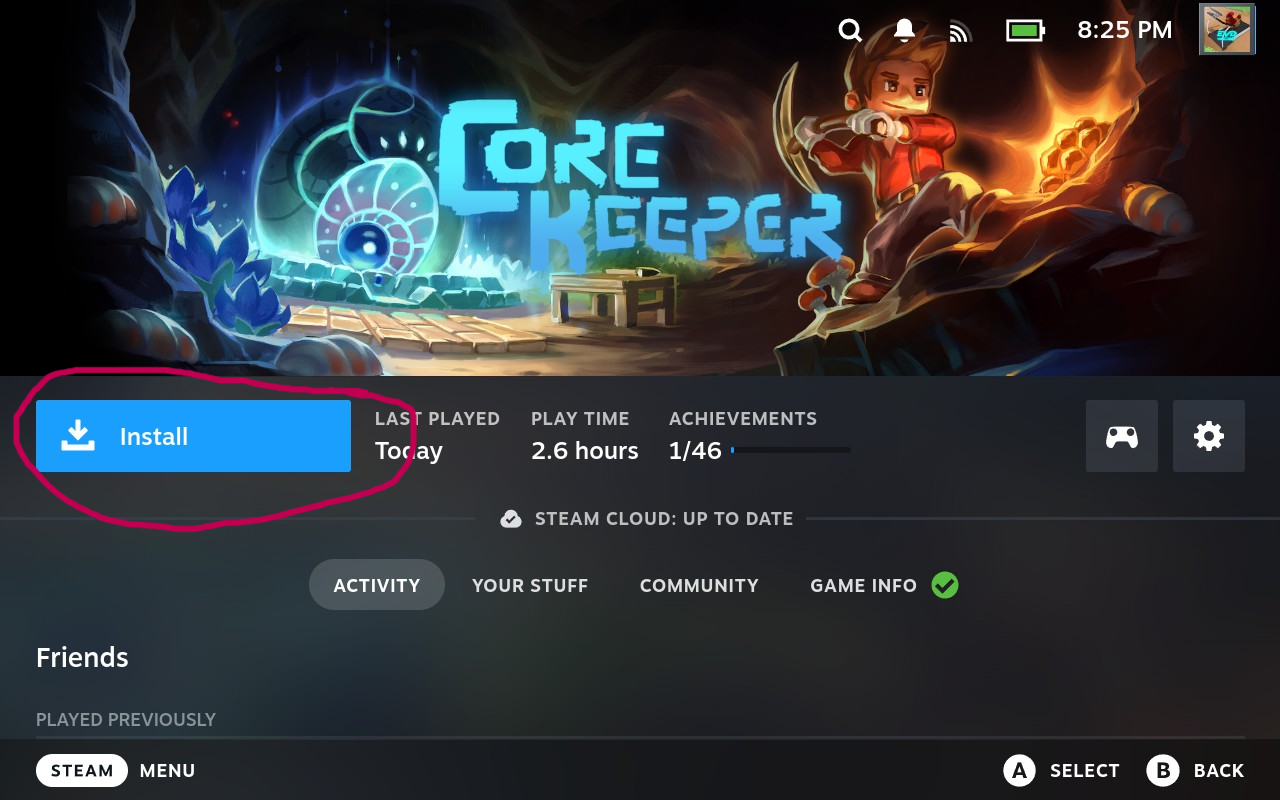 8:25 PM
CORE
KEEPER
Install
LAST PLAYED
Today
PLAY TIME
2.6 hours
ACHIEVEMENTS
1/46
STEAM CLOUD: UP TO DATE
ACTIVITY
YOUR STUFF
COMMUNITY
GAME INFO
Friends
PLAYED PREVIOUSLY
STEAM
MENU
A
SELECT
B
BACK